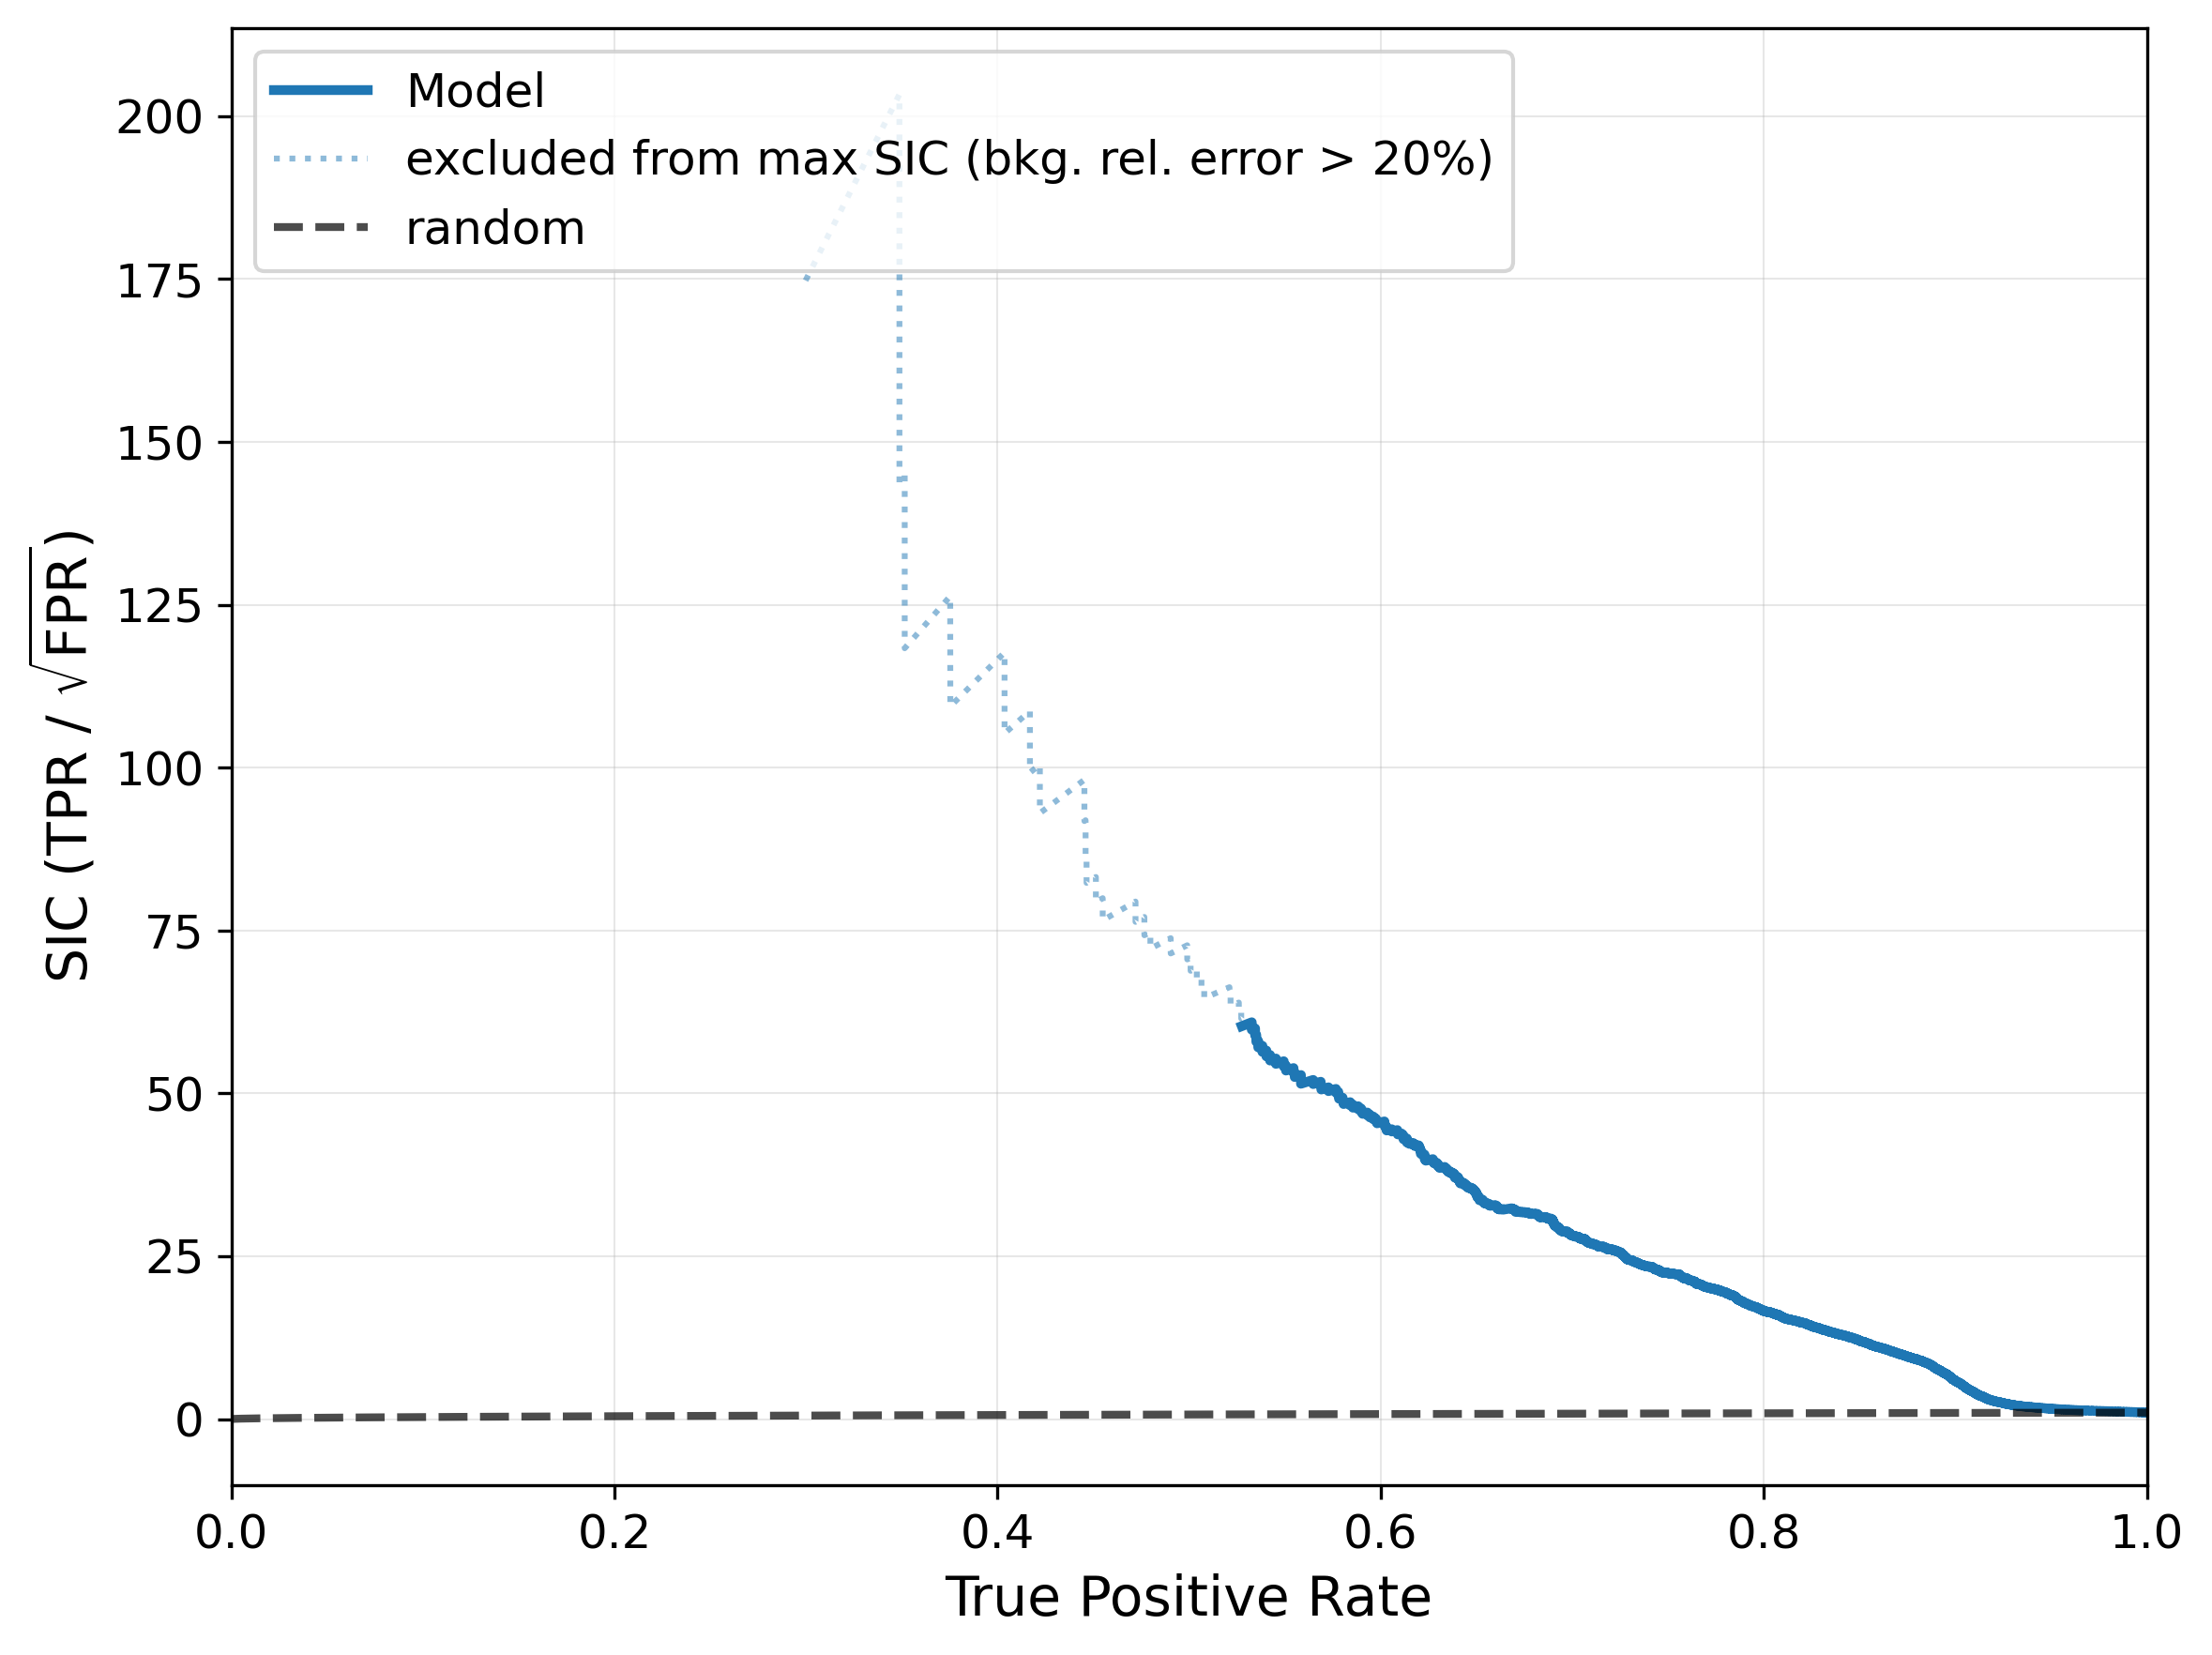 Model
excluded from max SIC (bkg. rel. error > 20%)
random
200
175
150
125
100
75
50
25
0
SIC (TPR / √FPR)
0.0 0.2 0.4 0.6 0.8 1.0
True Positive Rate